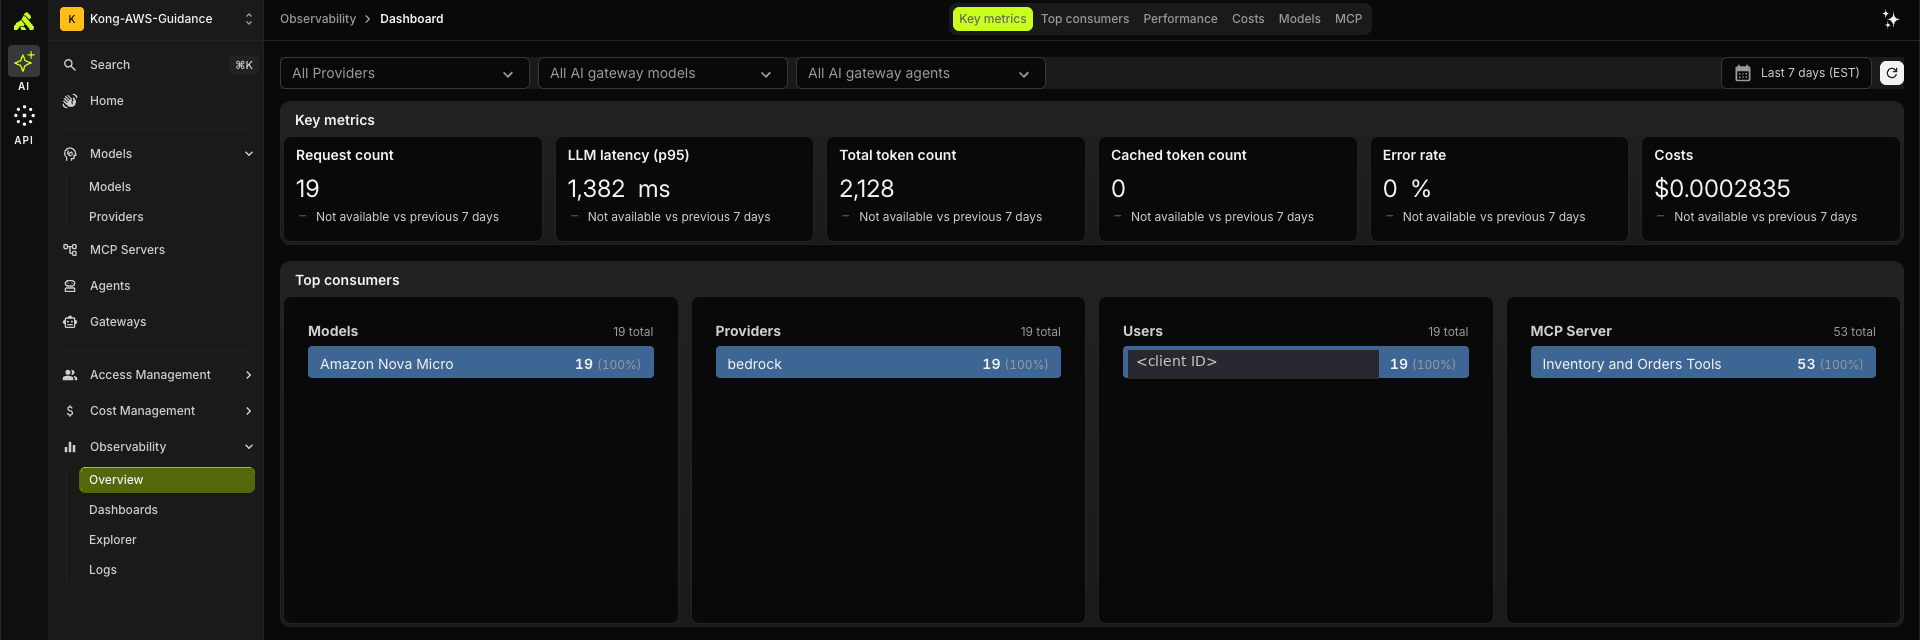 K Kong-AWS-Guidance
Observability > Dashboard
Key metrics Top consumers Performance Costs Models MCP
AI
API
Search ⌘K
Home
Models
Models
Providers
MCP Servers
Agents
Gateways
Access Management
Cost Management
Observability
Overview
Dashboards
Explorer
Logs
All Providers
All AI gateway models
All AI gateway agents
Last 7 days (EST)
Key metrics
Request count
19
– Not available vs previous 7 days
LLM latency (p95)
1,382 ms
– Not available vs previous 7 days
Total token count
2,128
– Not available vs previous 7 days
Cached token count
0
– Not available vs previous 7 days
Error rate
0 %
– Not available vs previous 7 days
Costs
$0.0002835
– Not available vs previous 7 days
Top consumers
Models 19 total
Amazon Nova Micro 19 (100%)
Providers 19 total
bedrock 19 (100%)
Users 19 total
<client ID> 19 (100%)
MCP Server 53 total
Inventory and Orders Tools 53 (100%)